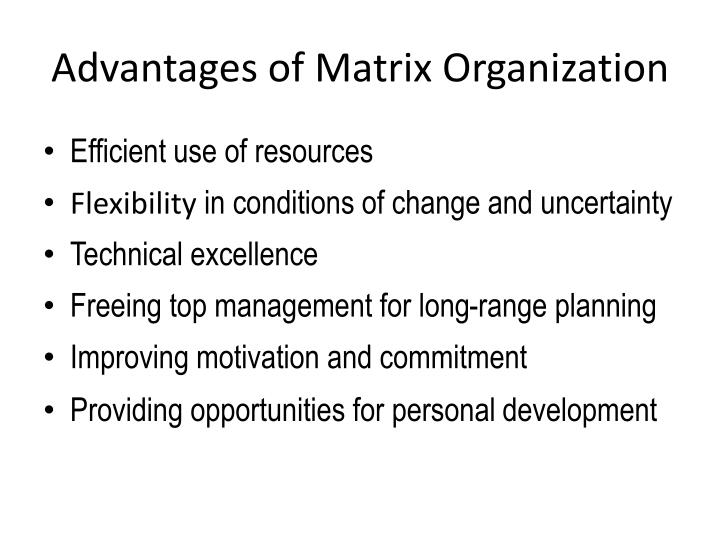 Advantages of Matrix Organization
• Efficient use of resources
• Flexibility in conditions of change and uncertainty
• Technical excellence
• Freeing top management for long-range planning
• Improving motivation and commitment
• Providing opportunities for personal development